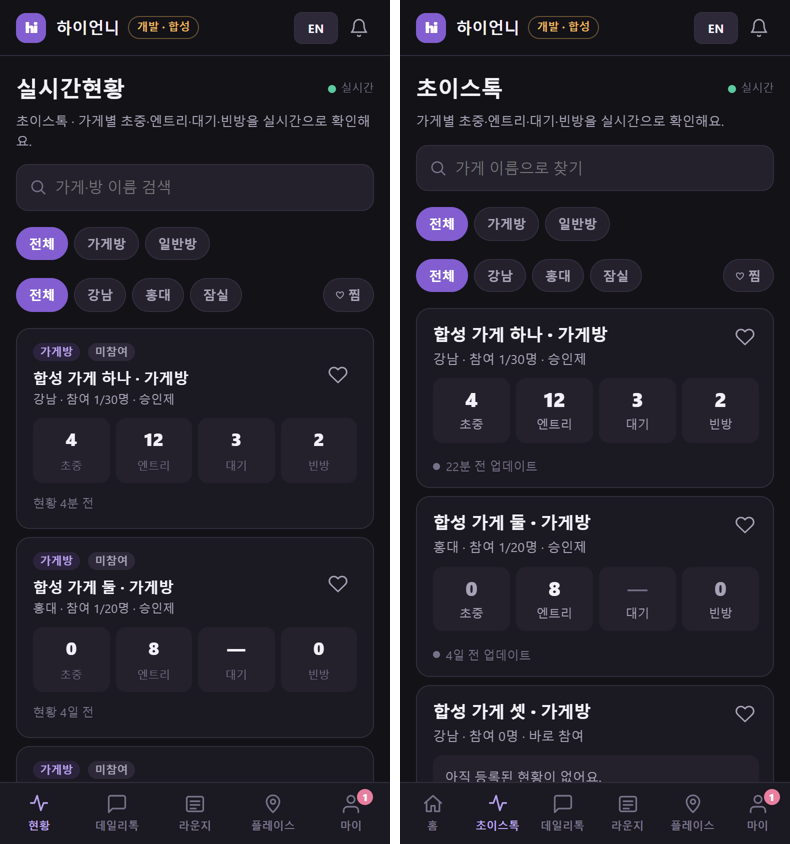 hi 하이언니 개발 · 합성 EN
실시간현황 실시간
초이스톡 · 가게별 초중·엔트리·대기·빈방을 실시간으로 확인해
요.
가게·방 이름 검색
전체 가게방 일반방
전체 강남 홍대 잠실 ♡ 찜
가게방 미참여
합성 가게 하나 · 가게방
강남 · 참여 1/30명 · 승인제
4 12 3 2
초중 엔트리 대기 빈방
현황 4분 전
가게방 미참여
합성 가게 둘 · 가게방
홍대 · 참여 1/20명 · 승인제
0 8 — 0
초중 엔트리 대기 빈방
현황 4일 전
가게방 미참여
1
현황 데일리톡 라운지 플레이스 마이
hi 하이언니 개발 · 합성 EN
초이스톡 실시간
가게별 초중·엔트리·대기·빈방을 실시간으로 확인해요.
가게 이름으로 찾기
전체 가게방 일반방
전체 강남 홍대 잠실 ♡ 찜
합성 가게 하나 · 가게방
강남 · 참여 1/30명 · 승인제
4 12 3 2
초중 엔트리 대기 빈방
22분 전 업데이트
합성 가게 둘 · 가게방
홍대 · 참여 1/20명 · 승인제
0 8 — 0
초중 엔트리 대기 빈방
4일 전 업데이트
합성 가게 셋 · 가게방
강남 · 참여 0명 · 바로 참여
아직 등록된 현황이 없어요.
1
홈 초이스톡 데일리톡 라운지 플레이스 마이